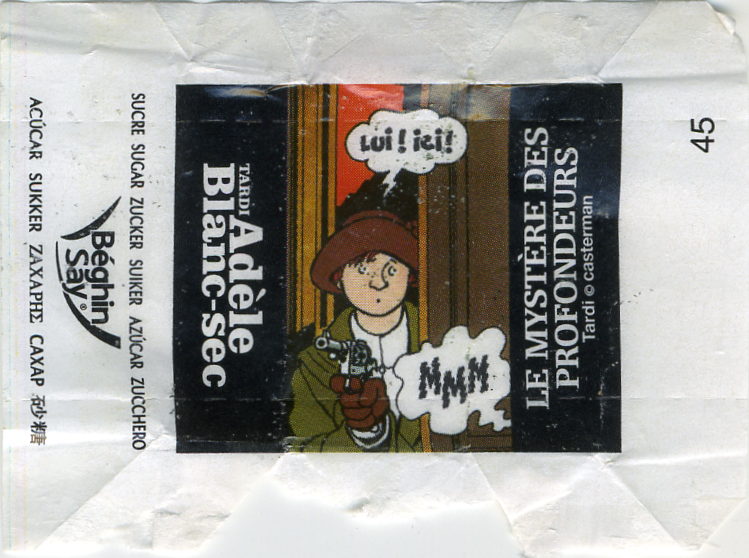 45
LE MYSTÈRE DES
PROFONDEURS
Tardi © casterman
LUI ! ICI !
MMM
TARDI
Adèle
Blanc-sec
SUCRE SUGAR ZUCKER SUIKER AZÚCAR ZUCCHERO
Béghin
Say®
AÇÚCAR SUKKER ΖΑΧΑΡΗΣ САХАР 砂糖